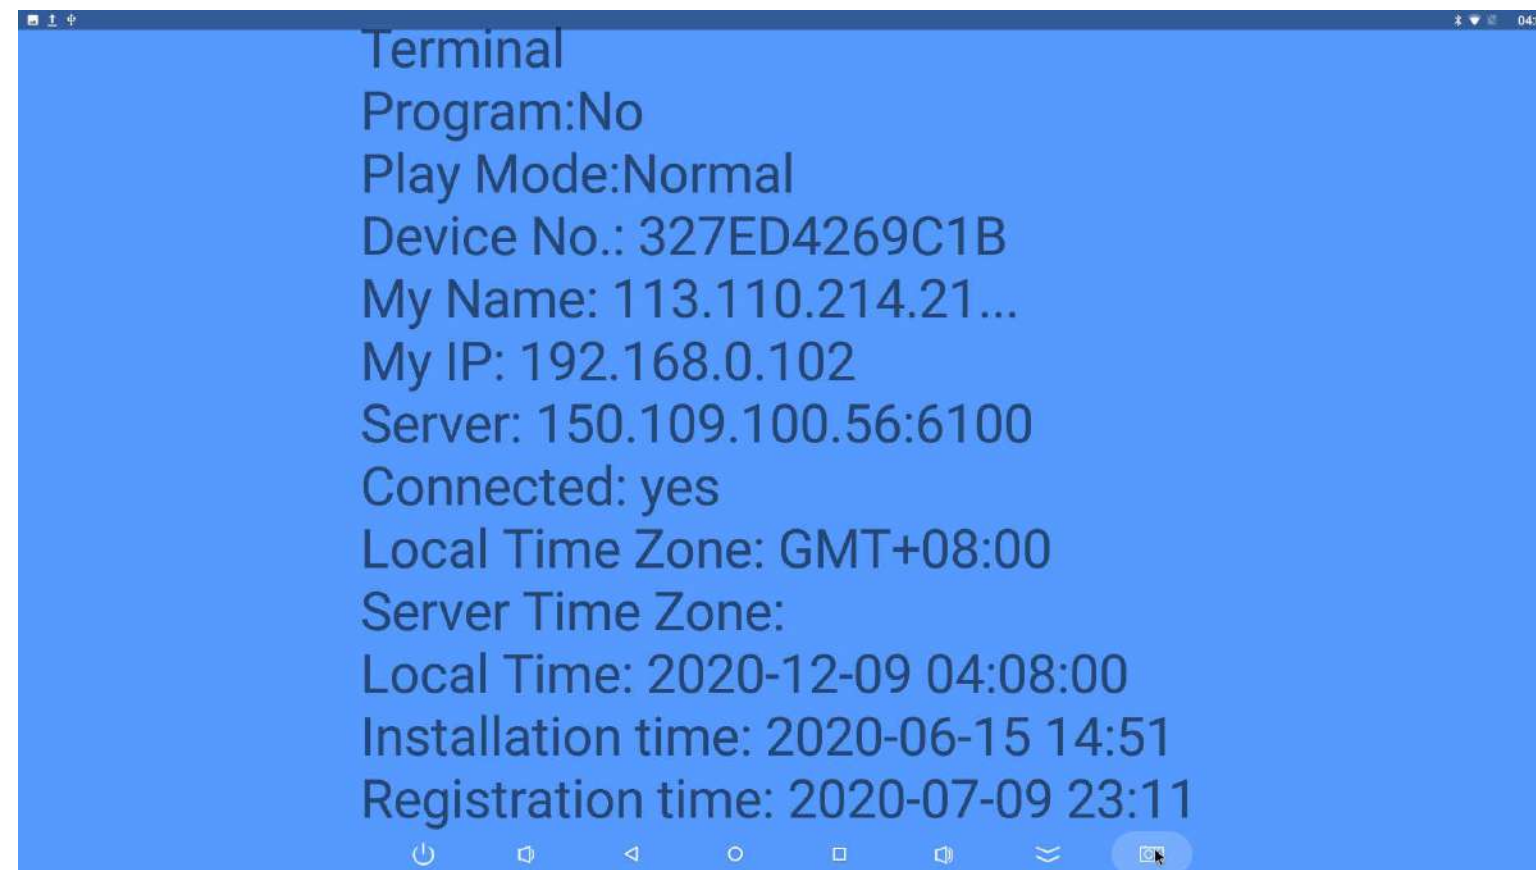 04:
Terminal
Program:No
Play Mode:Normal
Device No.: 327ED4269C1B
My Name: 113.110.214.21...
My IP: 192.168.0.102
Server: 150.109.100.56:6100
Connected: yes
Local Time Zone: GMT+08:00
Server Time Zone:
Local Time: 2020-12-09 04:08:00
Installation time: 2020-06-15 14:51
Registration time: 2020-07-09 23:11